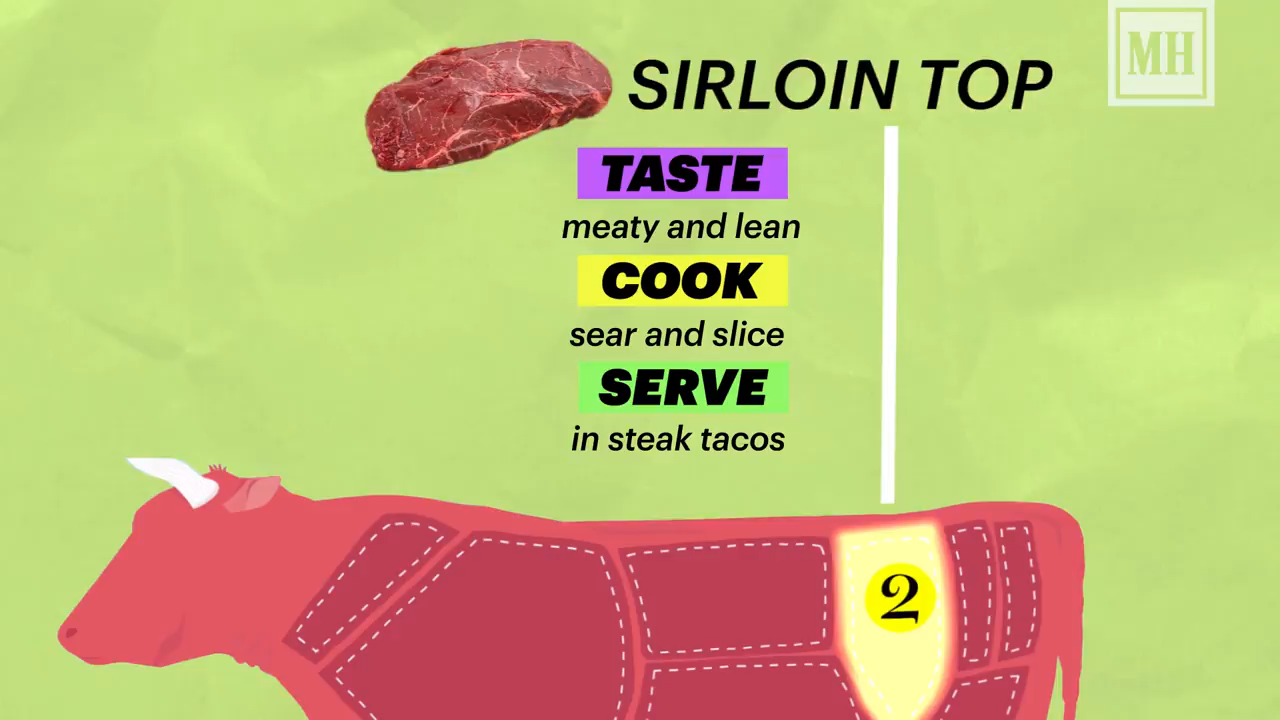 MH
SIRLOIN TOP
TASTE
meaty and lean
COOK
sear and slice
SERVE
in steak tacos
2